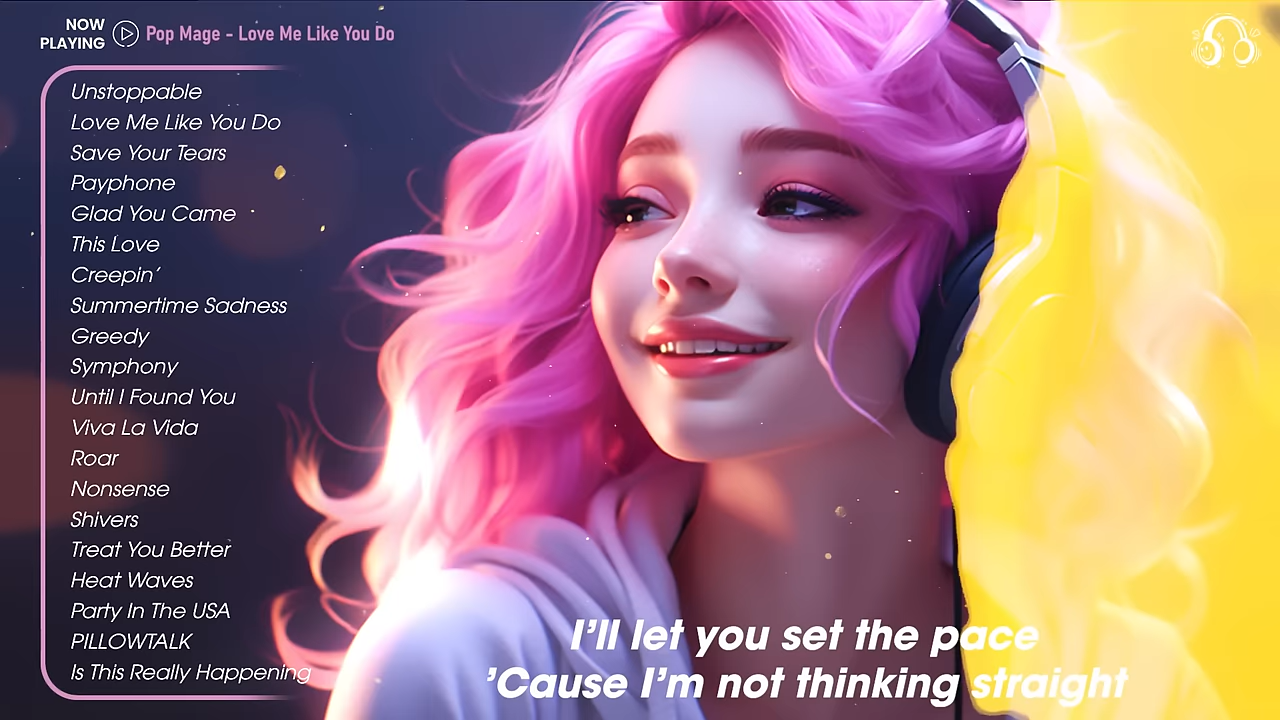 NOW
PLAYING
Pop Mage - Love Me Like You Do
Unstoppable
Love Me Like You Do
Save Your Tears
Payphone
Glad You Came
This Love
Creepin’
Summertime Sadness
Greedy
Symphony
Until I Found You
Viva La Vida
Roar
Nonsense
Shivers
Treat You Better
Heat Waves
Party In The USA
PILLOWTALK
Is This Really Happening
I’ll let you set the pace
’Cause I’m not thinking straight